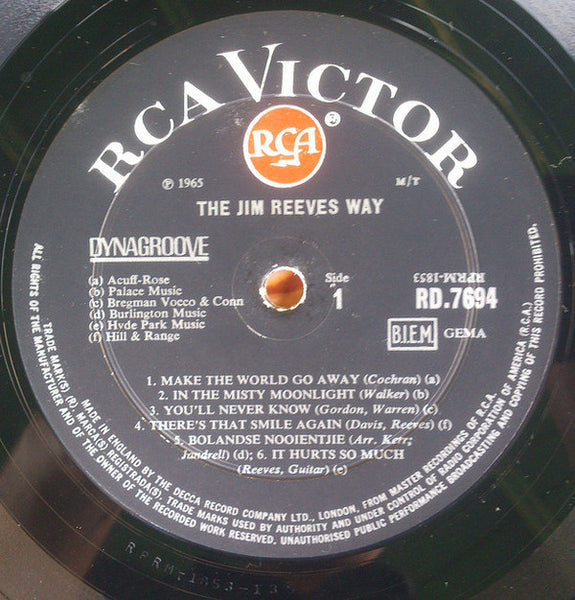 RCA VICTOR
RCA
®
℗ 1965
M/T
THE JIM REEVES WAY
DYNAGROOVE
(a) Acuff-Rose
(b) Palace Music
(c) Bregman Vocco & Conn
(d) Burlington Music
(e) Hyde Park Music
(f) Hill & Range
Side
1
RPRM-1853
RD.7694
B.I.E.M.
GEMA
1. MAKE THE WORLD GO AWAY (Cochran) (a)
2. IN THE MISTY MOONLIGHT (Walker) (b)
3. YOU'LL NEVER KNOW (Gordon, Warren) (c)
4. THERE'S THAT SMILE AGAIN (Davis, Reeves) (f)
5. BOLANDSE NOOIENTJIE (Arr. Kerr;
Jandrell) (d); 6. IT HURTS SO MUCH
(Reeves, Guitar) (e)
ALL RIGHTS OF THE MANUFACTURER AND OF THE OWNER OF THE RECORDED WORK RESERVED. UNAUTHORISED PUBLIC PERFORMANCE BROADCASTING AND COPYING OF THIS RECORD PROHIBITED.
TRADE MARK(S) (R) MARCA(S) REGISTRADA(S). TRADE MARKS USED BY AUTHORITY AND UNDER CONTROL OF RADIO CORPORATION OF AMERICA (R.C.A.)
MADE IN ENGLAND BY THE DECCA RECORD COMPANY LTD., LONDON, FROM MASTER RECORDINGS OF R.C.A.
RPRM-1853-13